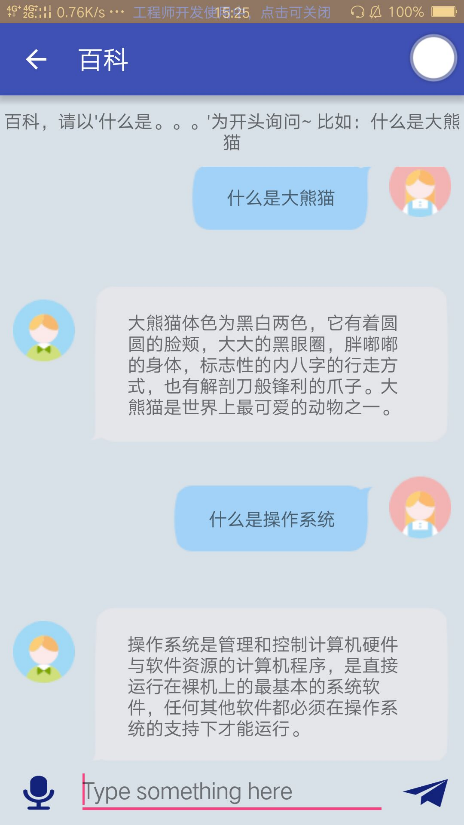 4G+ 4G 2G 0.76K/s ··· 工程师开发使用中 15:25 点击可关闭 100%
百科
百科，请以'什么是。。。'为开头询问~ 比如：什么是大熊
猫
什么是大熊猫
大熊猫体色为黑白两色，它有着圆
圆的脸颊，大大的黑眼圈，胖嘟嘟
的身体，标志性的内八字的行走方
式，也有解剖刀般锋利的爪子。大
熊猫是世界上最可爱的动物之一。
什么是操作系统
操作系统是管理和控制计算机硬件
与软件资源的计算机程序，是直接
运行在裸机上的最基本的系统软
件，任何其他软件都必须在操作系
统的支持下才能运行。
Type something here